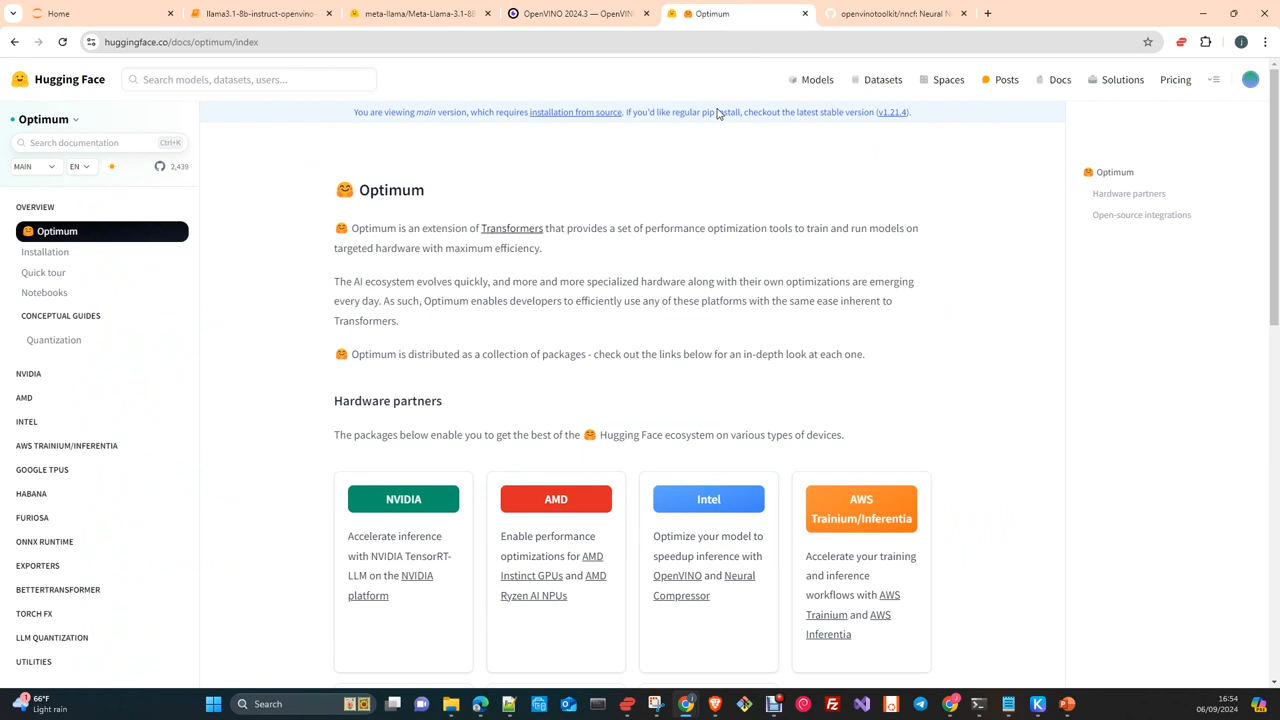 Home
llama3.1-8b-instruct-openvino-
meta-llama/Meta-Llama-3.1-8B
OpenVINO 2024.3 — OpenVIN
Optimum
openvinotoolkit/nncf: Neural N
huggingface.co/docs/optimum/index
Hugging Face
Search models, datasets, users...
Models
Datasets
Spaces
Posts
Docs
Solutions
Pricing
You are viewing main version, which requires installation from source. If you'd like regular pip install, checkout the latest stable version (v1.21.4).
Optimum
Search documentation
Ctrl+K
MAIN
EN
2,439
OVERVIEW
Optimum
Installation
Quick tour
Notebooks
CONCEPTUAL GUIDES
Quantization
NVIDIA
AMD
INTEL
AWS TRAINIUM/INFERENTIA
GOOGLE TPUS
HABANA
FURIOSA
ONNX RUNTIME
EXPORTERS
BETTERTRANSFORMER
TORCH FX
LLM QUANTIZATION
UTILITIES
Optimum
Optimum is an extension of Transformers that provides a set of performance optimization tools to train and run models on
targeted hardware with maximum efficiency.
The AI ecosystem evolves quickly, and more and more specialized hardware along with their own optimizations are emerging
every day. As such, Optimum enables developers to efficiently use any of these platforms with the same ease inherent to
Transformers.
Optimum is distributed as a collection of packages - check out the links below for an in-depth look at each one.
Hardware partners
The packages below enable you to get the best of the Hugging Face ecosystem on various types of devices.
NVIDIA
Accelerate inference
with NVIDIA TensorRT-
LLM on the NVIDIA
platform
AMD
Enable performance
optimizations for AMD
Instinct GPUs and AMD
Ryzen AI NPUs
Intel
Optimize your model to
speedup inference with
OpenVINO and Neural
Compressor
AWS
Trainium/Inferentia
Accelerate your training
and inference
workflows with AWS
Trainium and AWS
Inferentia
Optimum
Hardware partners
Open-source integrations
66°F
Light rain
Search
16:54
06/09/2024